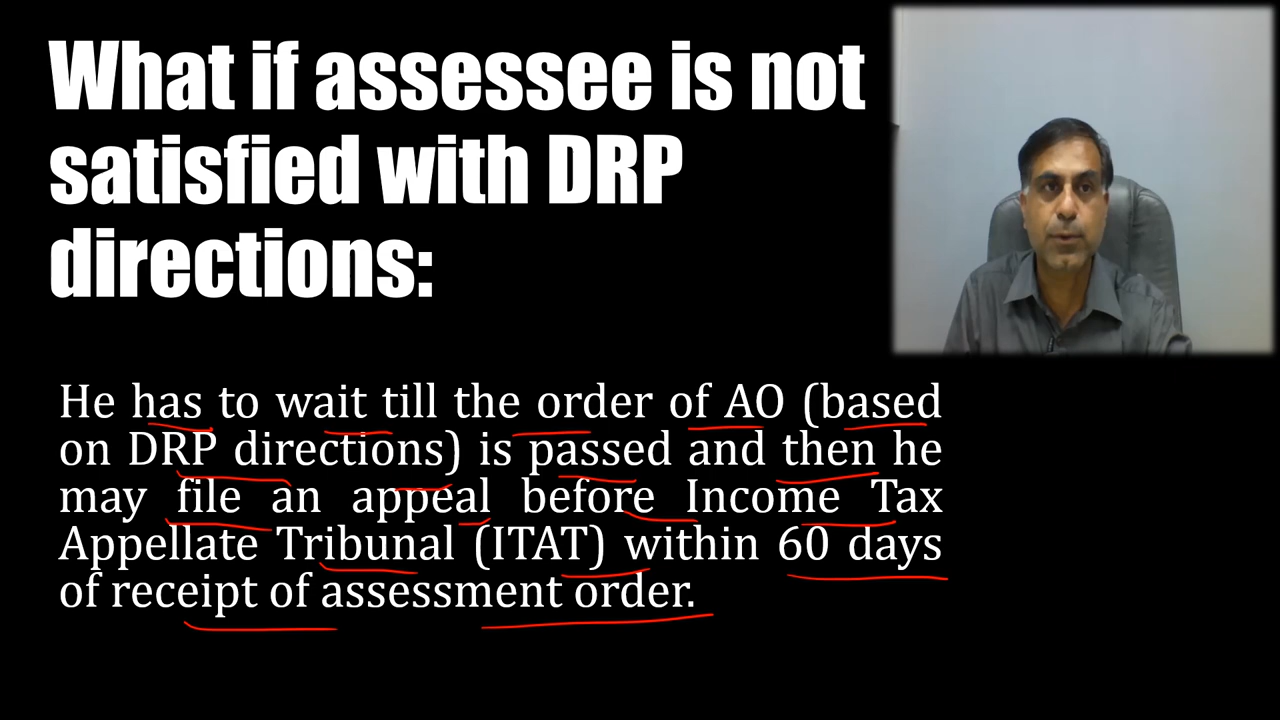 What if assessee is not
satisfied with DRP
directions:
He has to wait till the order of AO (based
on DRP directions) is passed and then he
may file an appeal before Income Tax
Appellate Tribunal (ITAT) within 60 days
of receipt of assessment order.